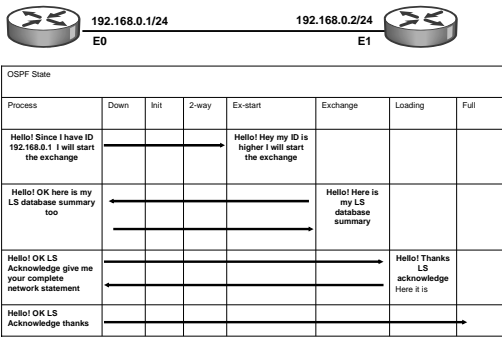 192.168.0.1/24 192.168.0.2/24
E0 E1
OSPF State
Process Down Init 2-way Ex-start Exchange Loading Full
Hello! Since I have ID
192.168.0.1 I will start
the exchange
Hello! Hey my ID is
higher I will start
the exchange
Hello! OK here is my
LS database summary
too
Hello! Here is
my LS
database
summary
Hello! OK LS
Acknowledge give me
your complete
network statement
Hello! Thanks
LS
acknowledge
Here it is
Hello! OK LS
Acknowledge thanks